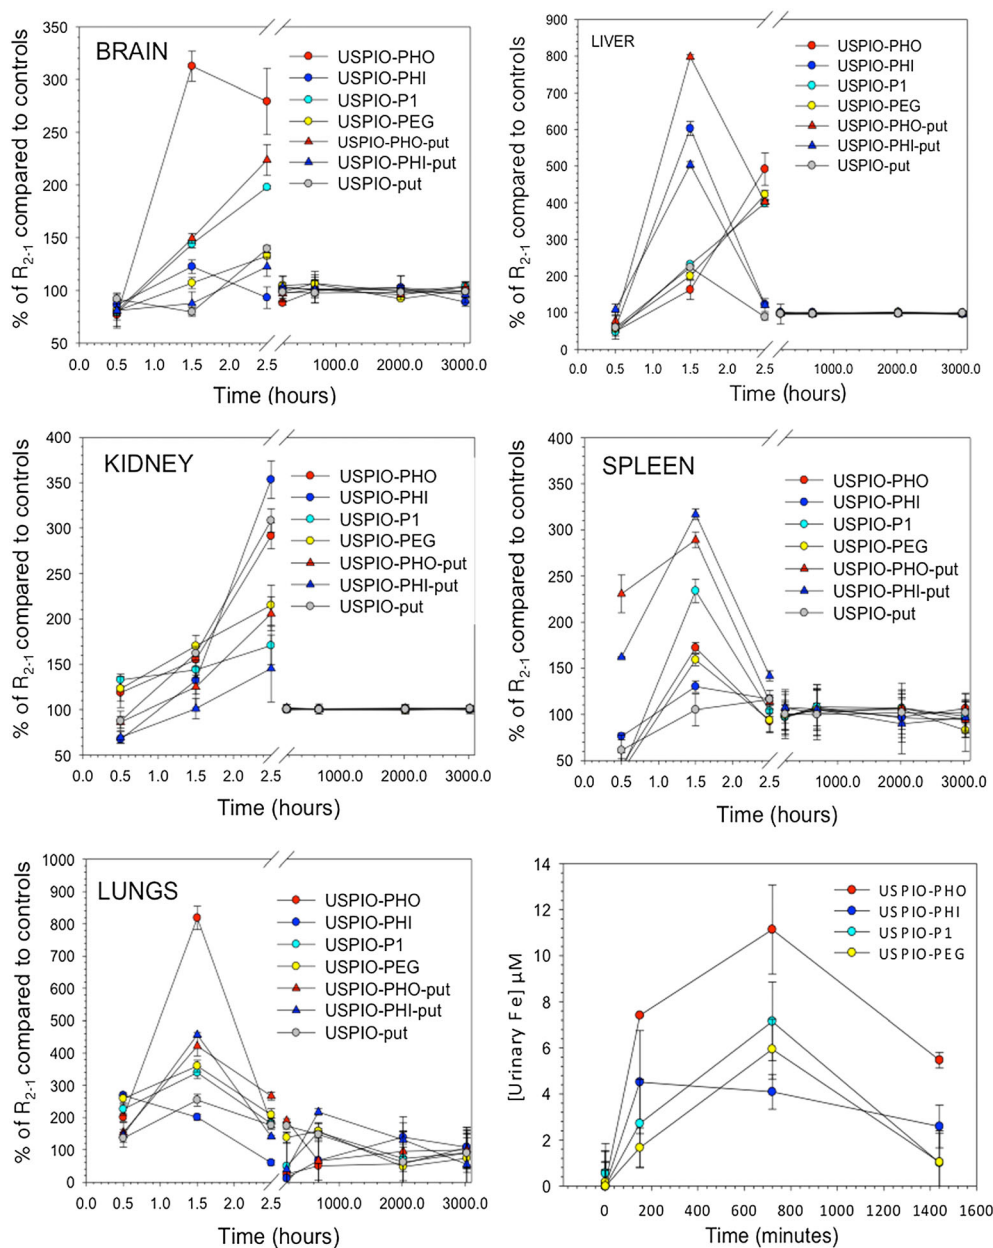 BRAIN
% of R2-1 compared to controls
350
300
250
200
150
100
50
USPIO-PHO
USPIO-PHI
USPIO-P1
USPIO-PEG
USPIO-PHO-put
USPIO-PHI-put
USPIO-put
0.0 0.5 1.0 1.5 2.0 2.5 1000.0 2000.0 3000.0
Time (hours)
LIVER
% of R2-1 compared to controls
900
800
700
600
500
400
300
200
100
0
USPIO-PHO
USPIO-PHI
USPIO-P1
USPIO-PEG
USPIO-PHO-put
USPIO-PHI-put
USPIO-put
0.0 0.5 1.0 1.5 2.0 2.5 1000.0 2000.0 3000.0
Time (hours)
KIDNEY
% of R2-1 compared to controls
400
350
300
250
200
150
100
50
USPIO-PHO
USPIO-PHI
USPIO-P1
USPIO-PEG
USPIO-PHO-put
USPIO-PHI-put
USPIO-put
0.0 0.5 1.0 1.5 2.0 2.5 1000.0 2000.0 3000.0
Time (hours)
SPLEEN
% of R2-1 compared to controls
400
350
300
250
200
150
100
50
USPIO-PHO
USPIO-PHI
USPIO-P1
USPIO-PEG
USPIO-PHO-put
USPIO-PHI-put
USPIO-put
0.0 0.5 1.0 1.5 2.0 2.5 1000.0 2000.0 3000.0
Time (hours)
LUNGS
% of R2-1 compared to controls
1000
900
800
700
600
500
400
300
200
100
0
USPIO-PHO
USPIO-PHI
USPIO-P1
USPIO-PEG
USPIO-PHO-put
USPIO-PHI-put
USPIO-put
0.0 0.5 1.0 1.5 2.0 2.5 1000.0 2000.0 3000.0
Time (hours)
[Urinary Fe] µM
14
12
10
8
6
4
2
0
USPIO-PHO
USPIO-PHI
USPIO-P1
USPIO-PEG
0 200 400 600 800 1000 1200 1400 1600
Time (minutes)